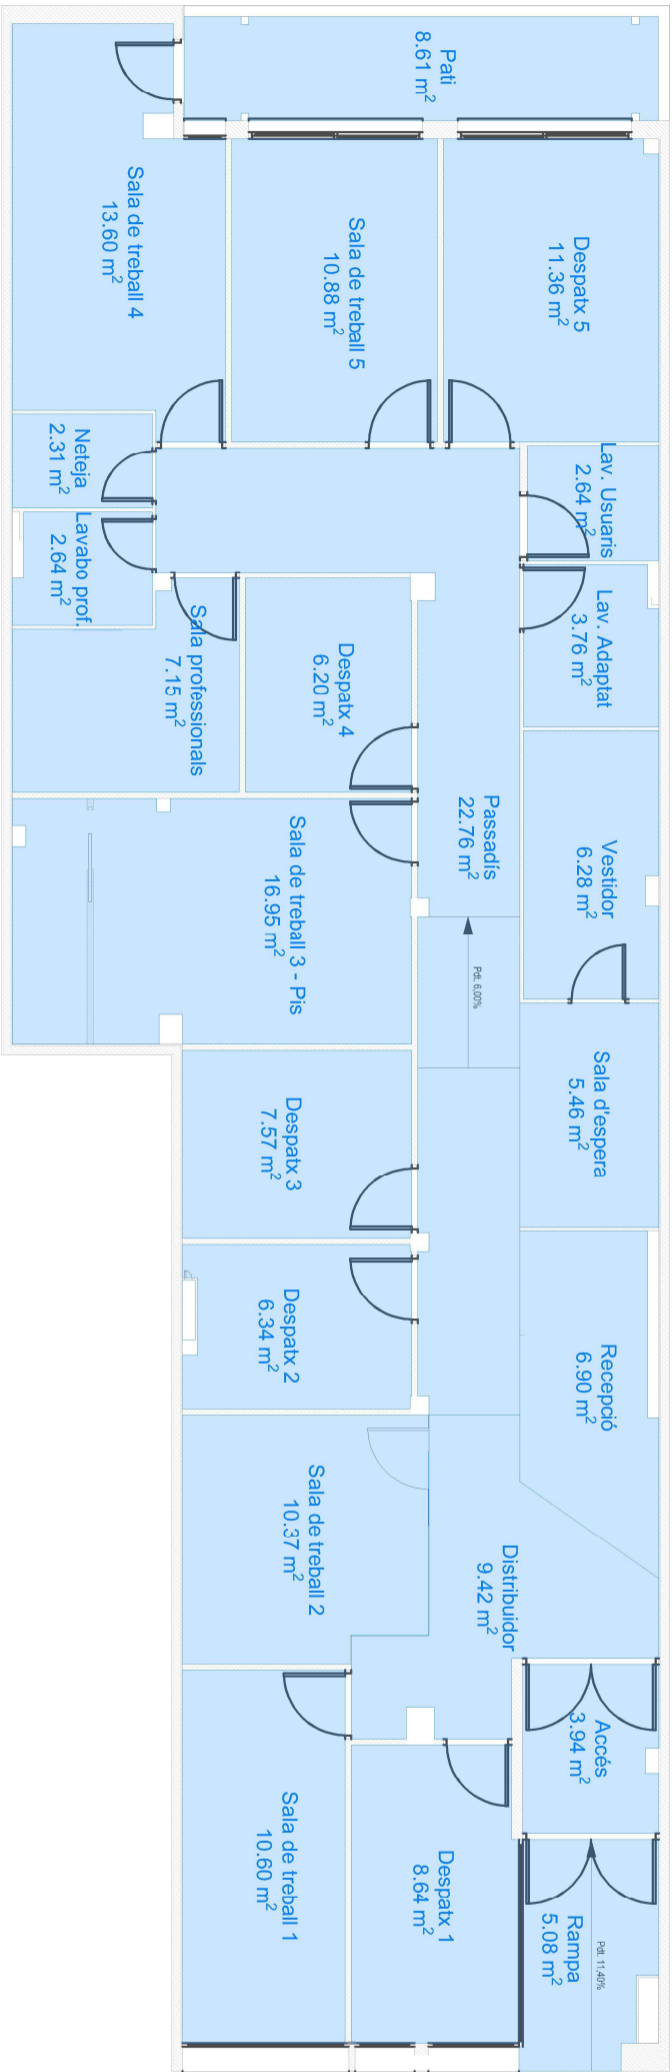 Pati
8.61 m²
Sala de treball 4
13.60 m²
Sala de treball 5
10.88 m²
Despatx 5
11.36 m²
Neteja
2.31 m²
Lav. Usuaris
2.64 m²
Lavabo prof.
2.64 m²
Lav. Adaptat
3.76 m²
Sala professionals
7.15 m²
Despatx 4
6.20 m²
Passadís
22.76 m²
Vestidor
6.28 m²
Sala de treball 3 - Pis
16.95 m²
Pdt. 6,00%
Sala d'espera
5.46 m²
Despatx 3
7.57 m²
Despatx 2
6.34 m²
Recepció
6.90 m²
Sala de treball 2
10.37 m²
Distribuidor
9.42 m²
Accés
3.94 m²
Sala de treball 1
10.60 m²
Despatx 1
8.64 m²
Rampa
5.08 m²
Pdt. 11,40%